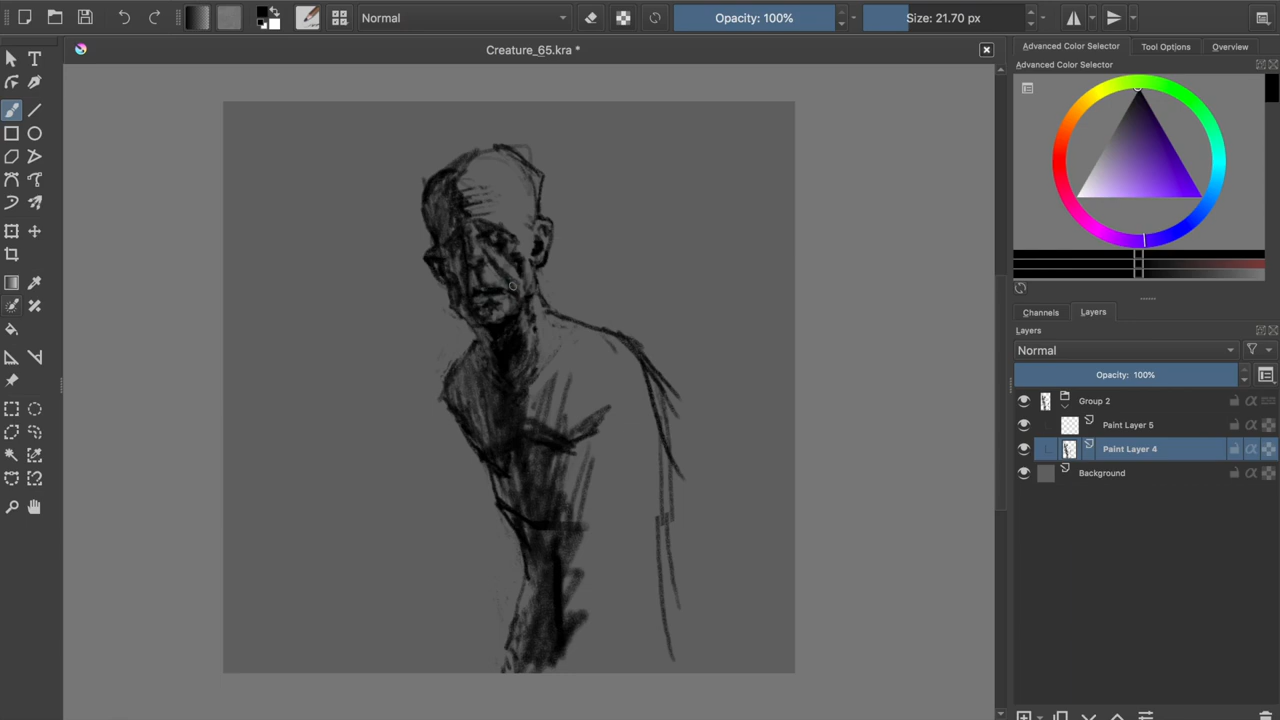 Normal
Opacity: 100%
Size: 21.70 px
Creature_65.kra *
Advanced Color Selector
Tool Options
Overview
Advanced Color Selector
Channels
Layers
Layers
Normal
Opacity: 100%
Group 2
Paint Layer 5
Paint Layer 4
Background